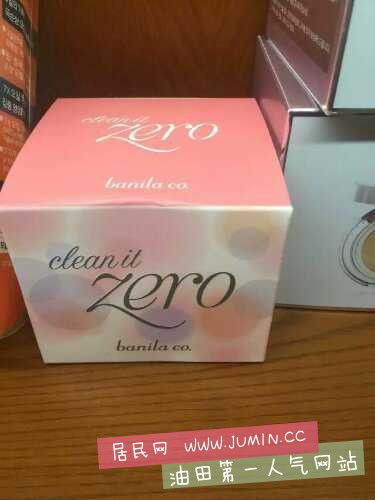 clean it
zero
banila co.
clean it
zero
banila co.
居民网 WWW.JUMIN.CC
油田第一人气网站